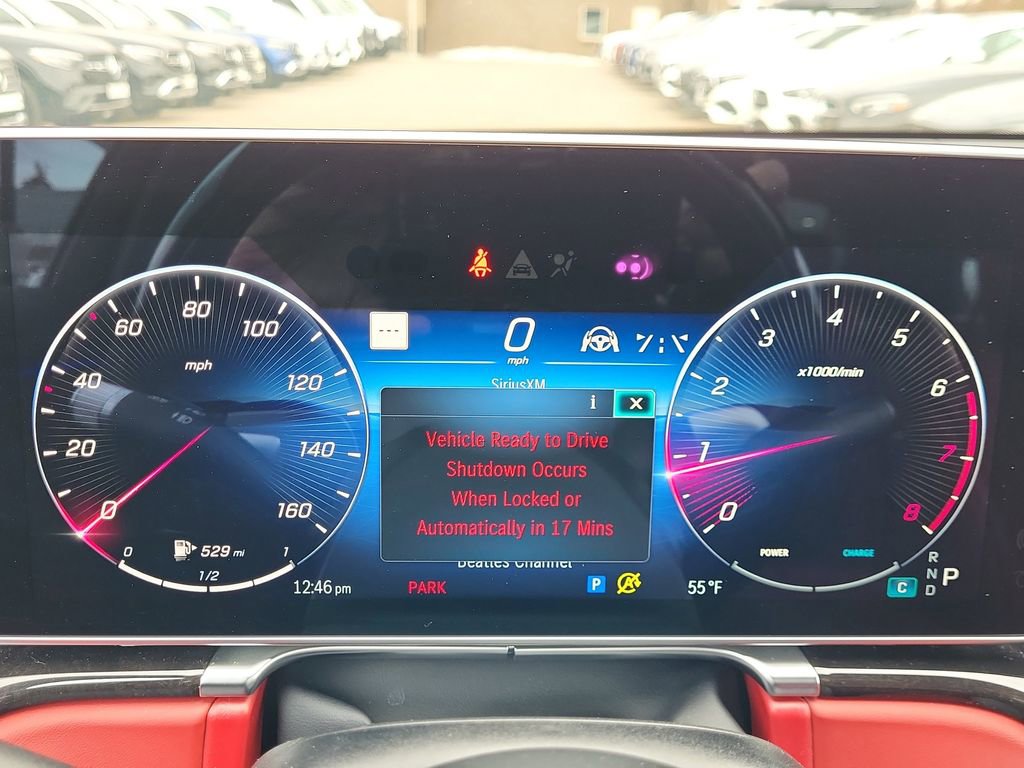 ---
0
mph
SiriusXM
i X
Vehicle Ready to Drive
Shutdown Occurs
When Locked or
Automatically in 17 Mins
Beatles Channel
0
20
40
60
80
100
120
140
160
mph
529 mi
0 1/2 1
12:46 pm
PARK
P
A
55°F
0
1
2
3
4
5
6
7
8
x1000/min
POWER
CHARGE
C
R
N
D
P